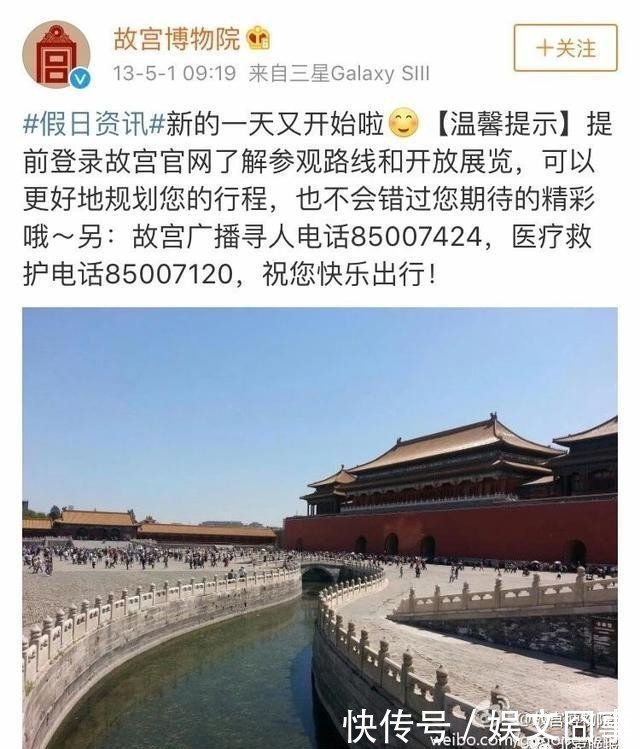 故宫博物院
+关注
13-5-1 09:19 来自三星Galaxy SIII
#假日资讯#新的一天又开始啦 【温馨提示】提
前登录故宫官网了解参观路线和开放展览，可以
更好地规划您的行程，也不会错过您期待的精彩
哦～另：故宫广播寻人电话85007424，医疗救
护电话85007120，祝您快乐出行！
快传号／娱文囧事